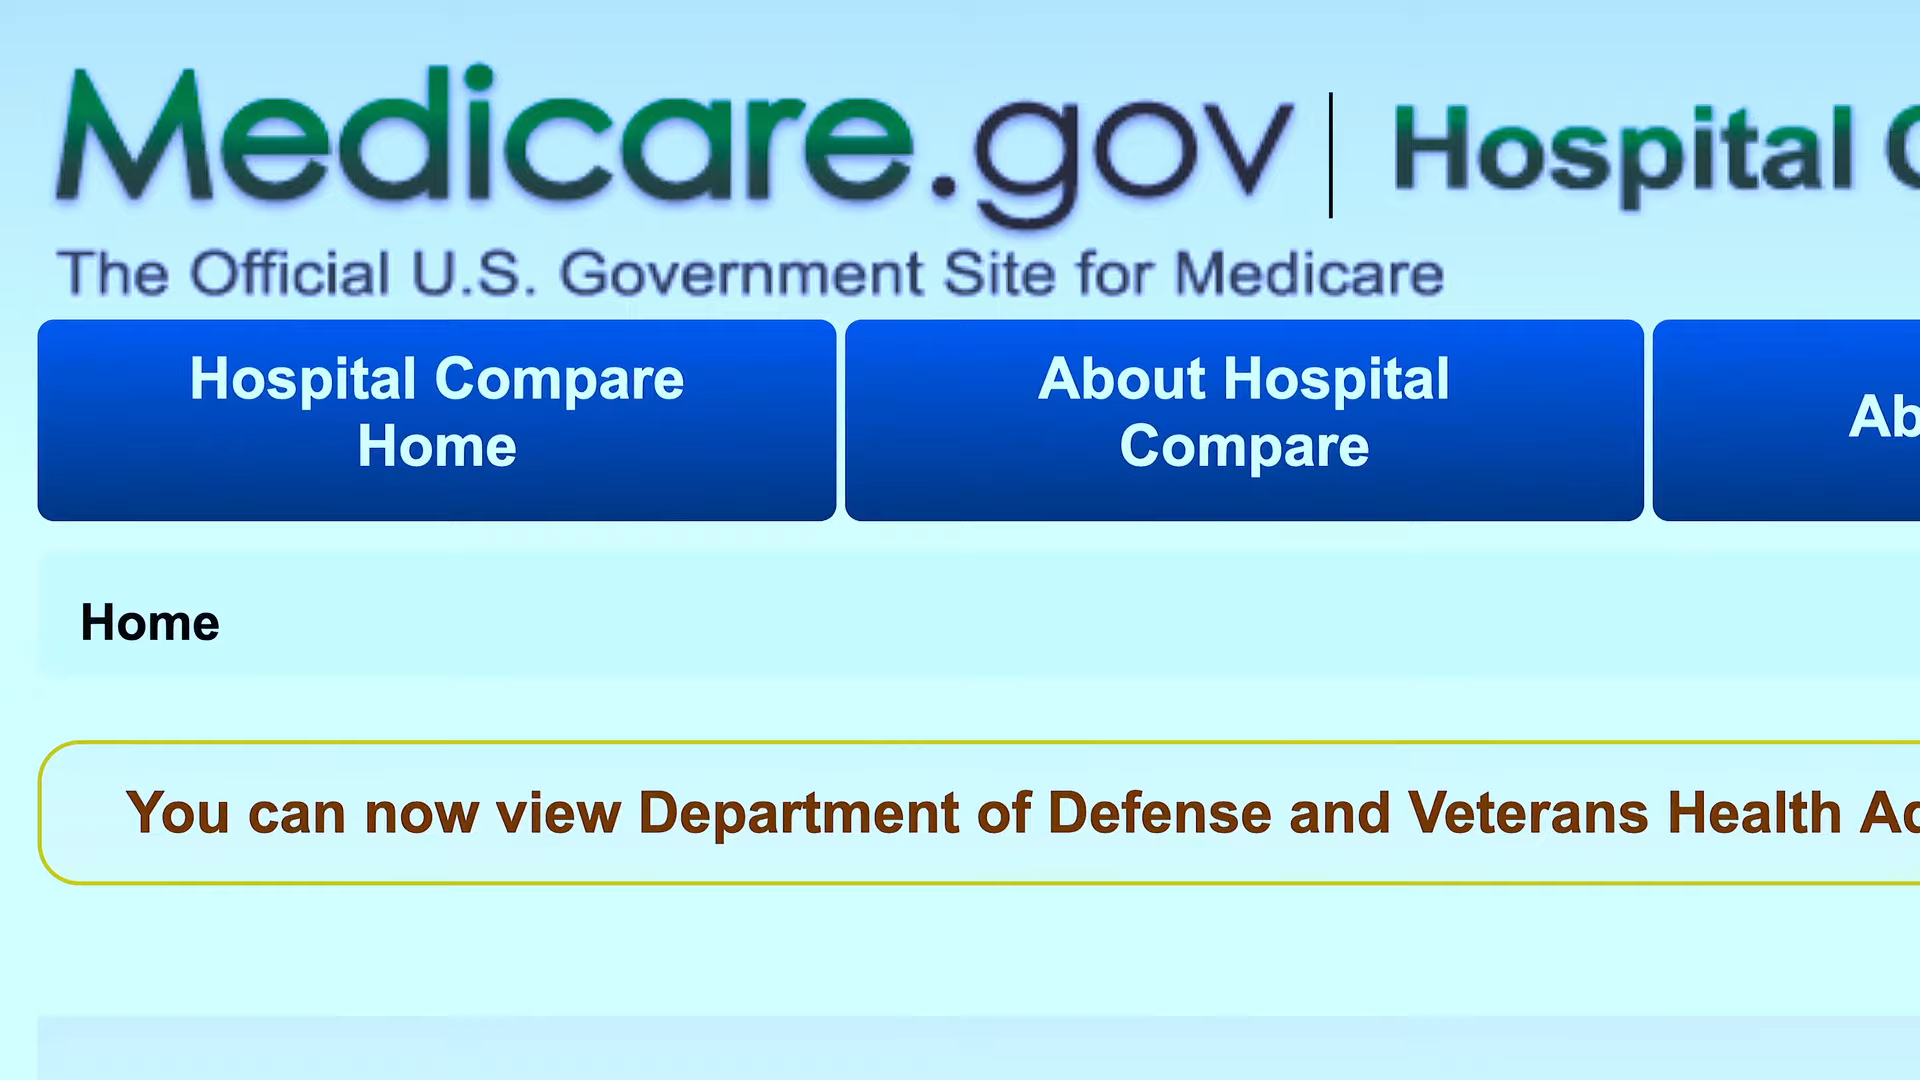 Medicare.gov | Hospital
The Official U.S. Government Site for Medicare
Hospital Compare
Home
About Hospital
Compare
Home
You can now view Department of Defense and Veterans Health